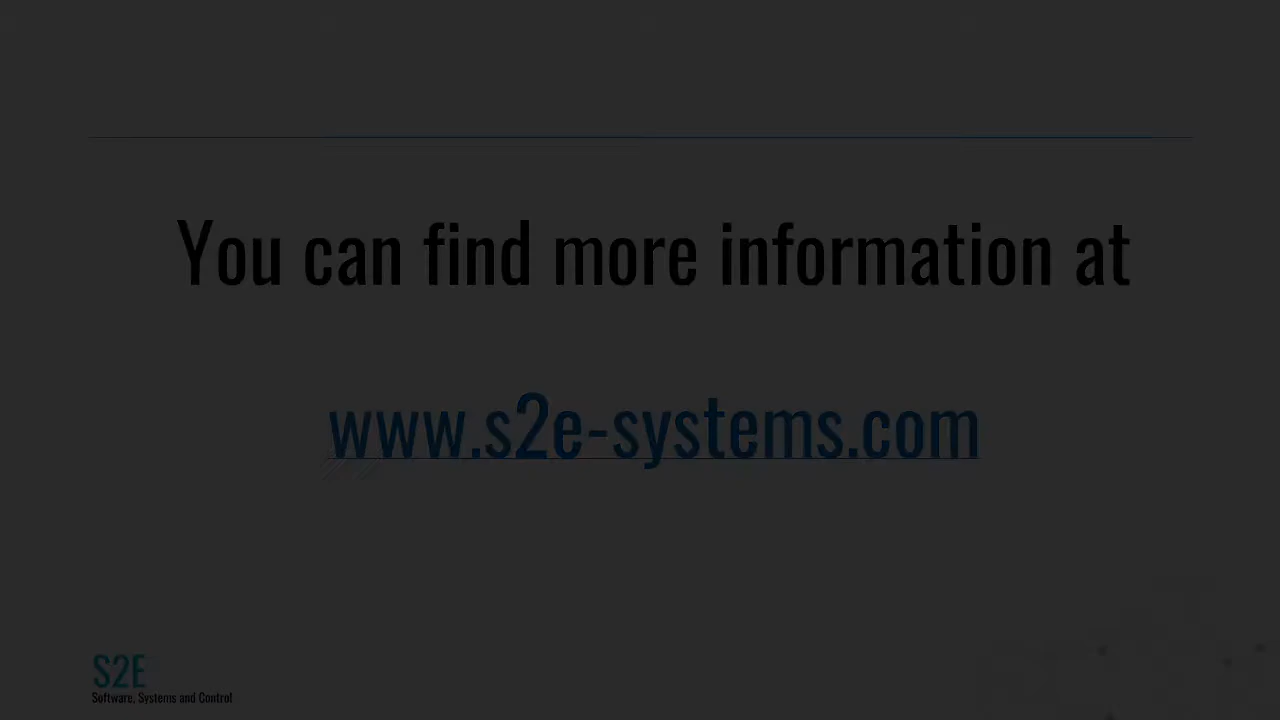 You can find more information at
www.s2e-systems.com
S2E
Software, Systems and Control